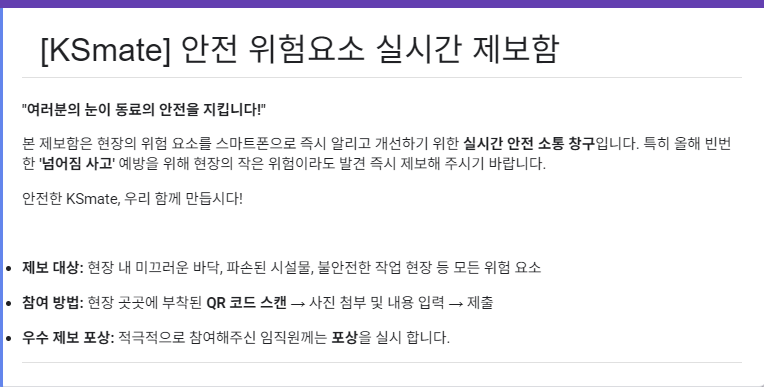 [KSmate] 안전 위험요소 실시간 제보함
"여러분의 눈이 동료의 안전을 지킵니다!"
본 제보함은 현장의 위험 요소를 스마트폰으로 즉시 알리고 개선하기 위한 실시간 안전 소통 창구입니다. 특히 올해 빈번
한 '넘어짐 사고' 예방을 위해 현장의 작은 위험이라도 발견 즉시 제보해 주시기 바랍니다.
안전한 KSmate, 우리 함께 만듭시다!
• 제보 대상: 현장 내 미끄러운 바닥, 파손된 시설물, 불안전한 작업 현장 등 모든 위험 요소
• 참여 방법: 현장 곳곳에 부착된 QR 코드 스캔 → 사진 첨부 및 내용 입력 → 제출
• 우수 제보 포상: 적극적으로 참여해주신 임직원께는 포상을 실시 합니다.